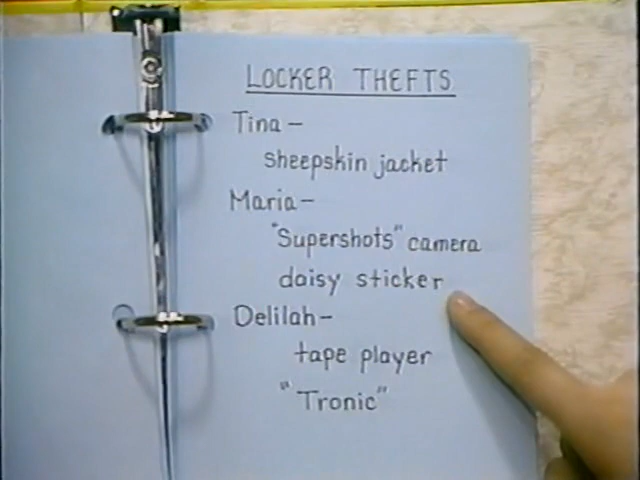 LOCKER THEFTS
Tina—
sheepskin jacket
Maria—
"Supershots" camera
daisy sticker
Delilah—
tape player
"Tronic"